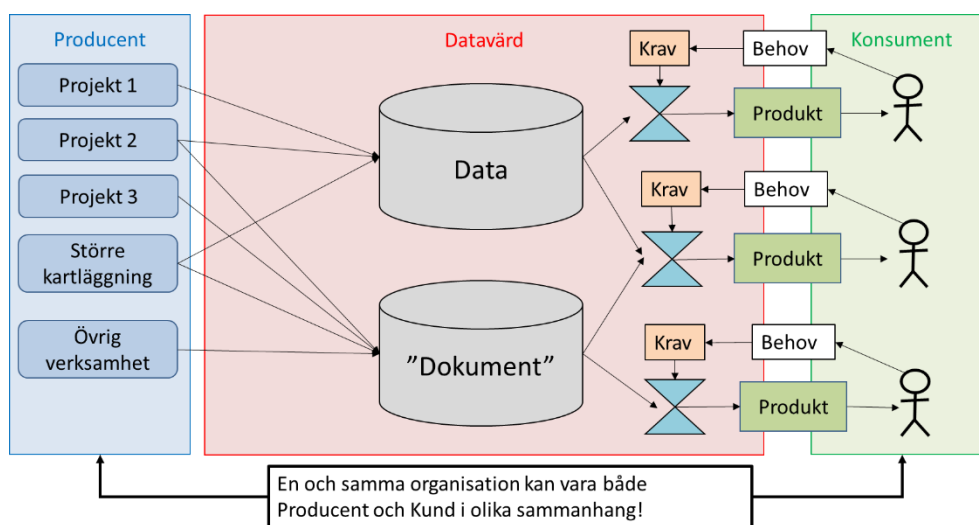 Producent
Projekt 1
Projekt 2
Projekt 3
Större
kartläggning
Övrig
verksamhet
Datavärd
Data
”Dokument”
Krav
Behov
Produkt
Krav
Behov
Produkt
Krav
Behov
Produkt
Konsument
En och samma organisation kan vara både
Producent och Kund i olika sammanhang!